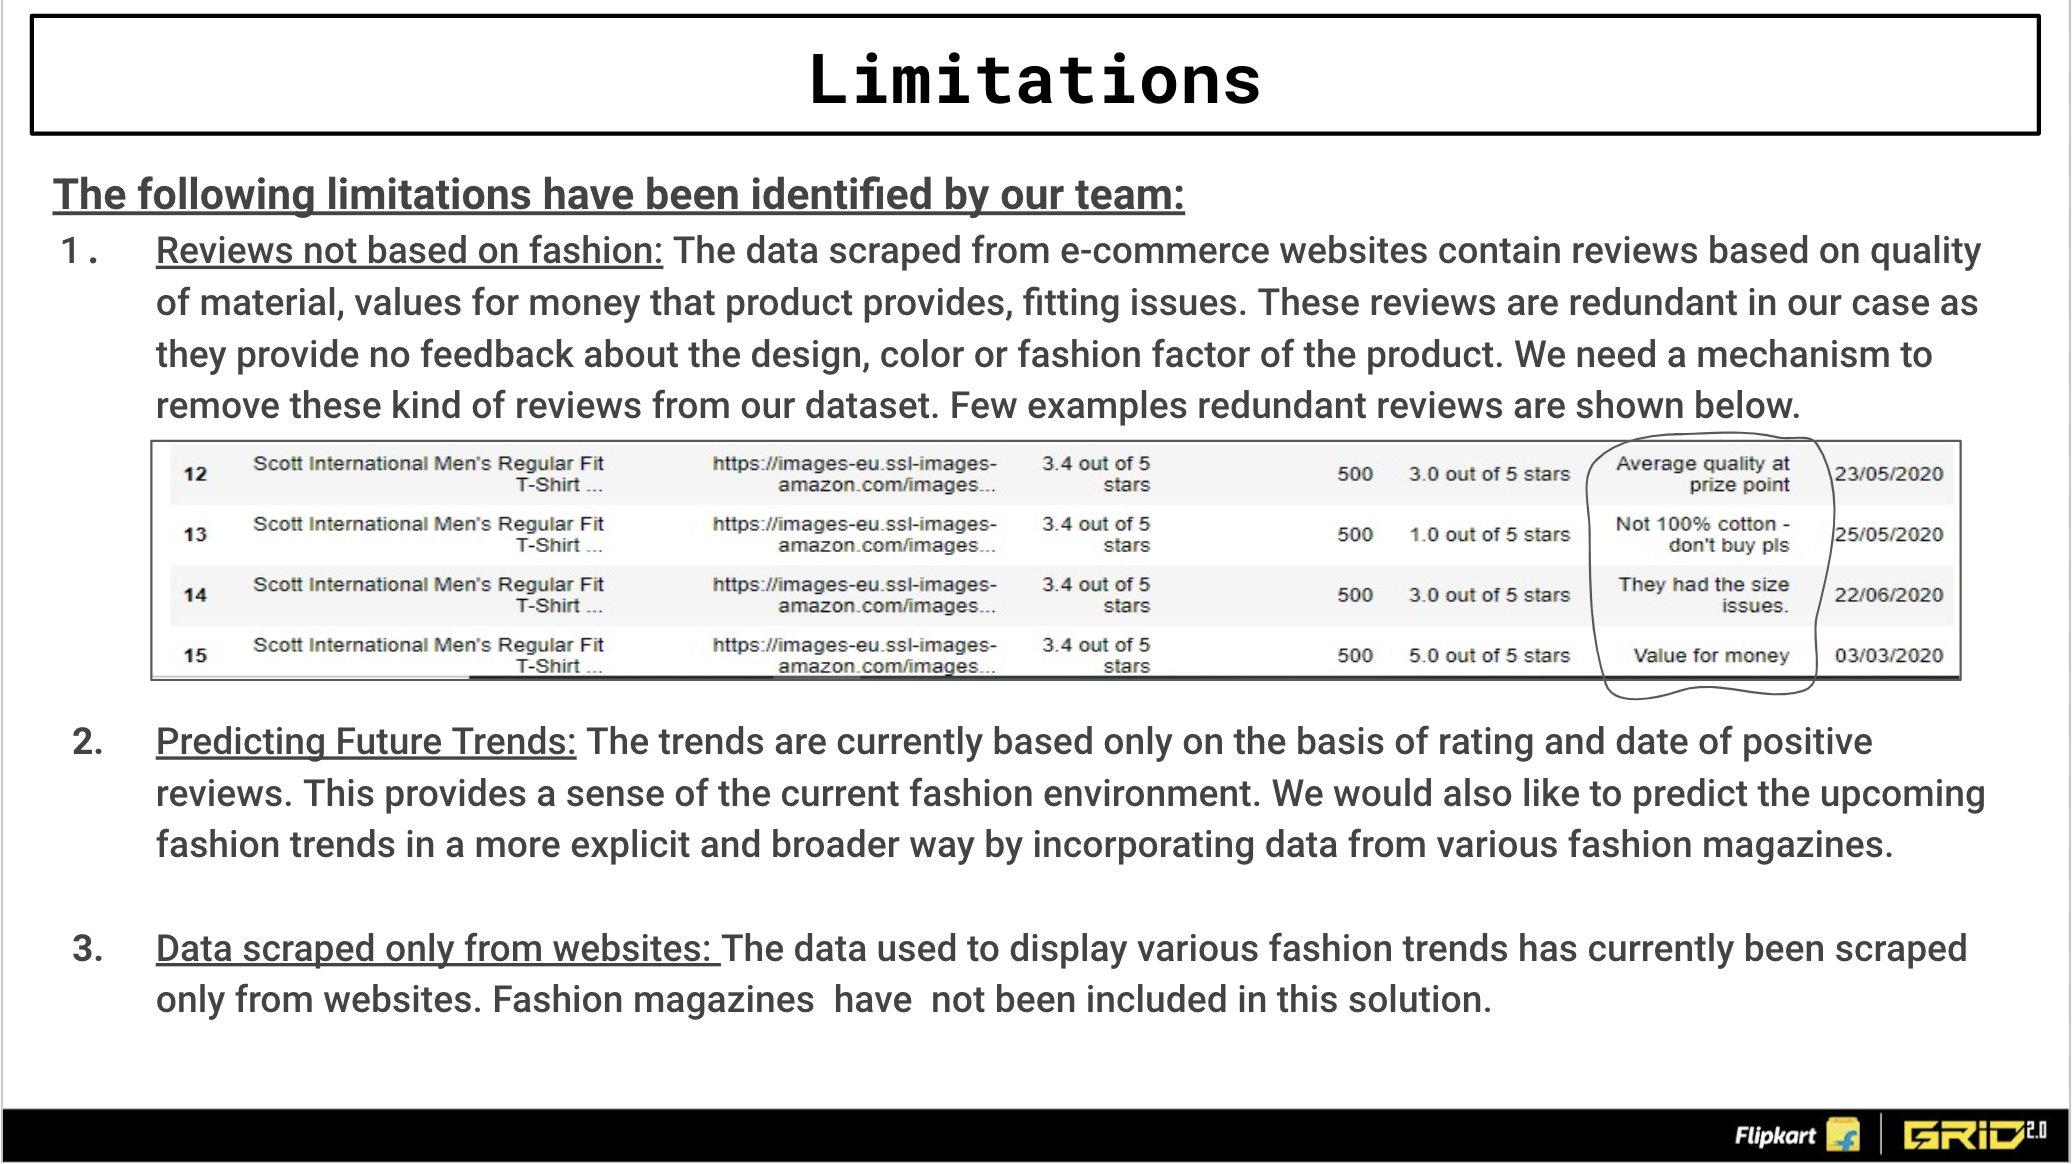 Limitations
The following limitations have been identified by our team:
1. Reviews not based on fashion: The data scraped from e-commerce websites contain reviews based on quality
of material, values for money that product provides, fitting issues. These reviews are redundant in our case as
they provide no feedback about the design, color or fashion factor of the product. We need a mechanism to
remove these kind of reviews from our dataset. Few examples redundant reviews are shown below.
12 Scott International Men's Regular Fit https://images-eu.ssl-images- 3.4 out of 5 500 3.0 out of 5 stars Average quality at 23/05/2020
T-Shirt ... amazon.com/images... stars prize point
13 Scott International Men's Regular Fit https://images-eu.ssl-images- 3.4 out of 5 500 1.0 out of 5 stars Not 100% cotton - 25/05/2020
T-Shirt ... amazon.com/images... stars don't buy pls
14 Scott International Men's Regular Fit https://images-eu.ssl-images- 3.4 out of 5 500 3.0 out of 5 stars They had the size 22/06/2020
T-Shirt ... amazon.com/images... stars issues.
15 Scott International Men's Regular Fit https://images-eu.ssl-images- 3.4 out of 5 500 5.0 out of 5 stars Value for money 03/03/2020
T-Shirt ... amazon.com/images... stars
2. Predicting Future Trends: The trends are currently based only on the basis of rating and date of positive
reviews. This provides a sense of the current fashion environment. We would also like to predict the upcoming
fashion trends in a more explicit and broader way by incorporating data from various fashion magazines.
3. Data scraped only from websites: The data used to display various fashion trends has currently been scraped
only from websites. Fashion magazines  have  not been included in this solution.
Flipkart GRiD 2.0